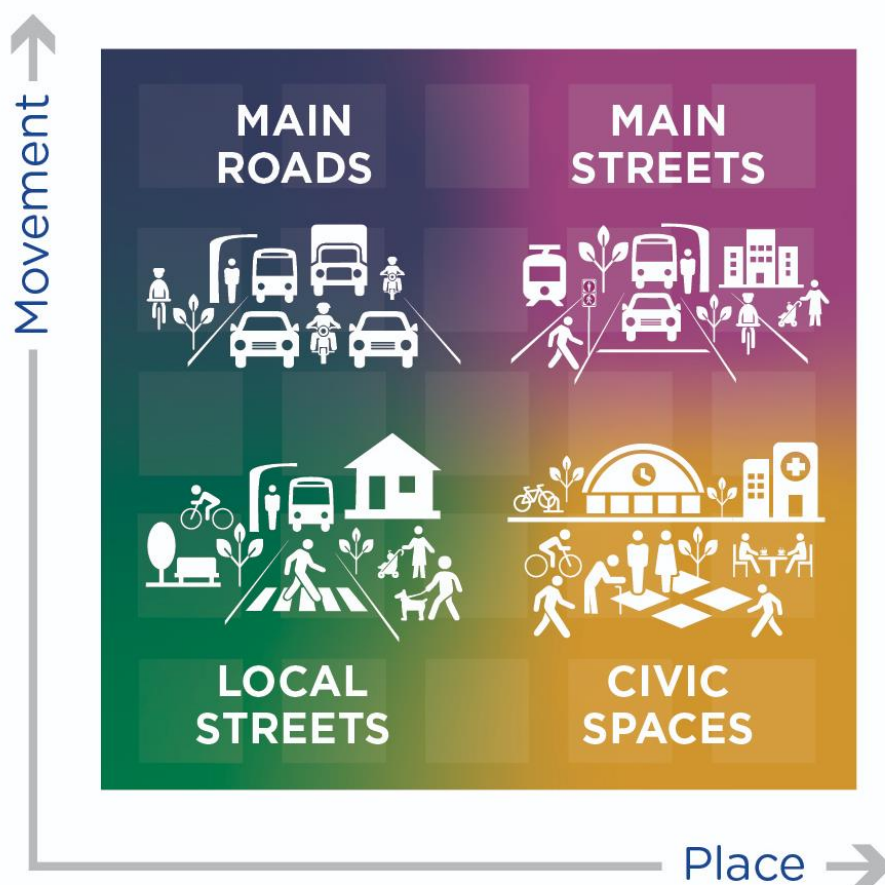 Movement
MAIN
ROADS
MAIN
STREETS
LOCAL
STREETS
CIVIC
SPACES
Place